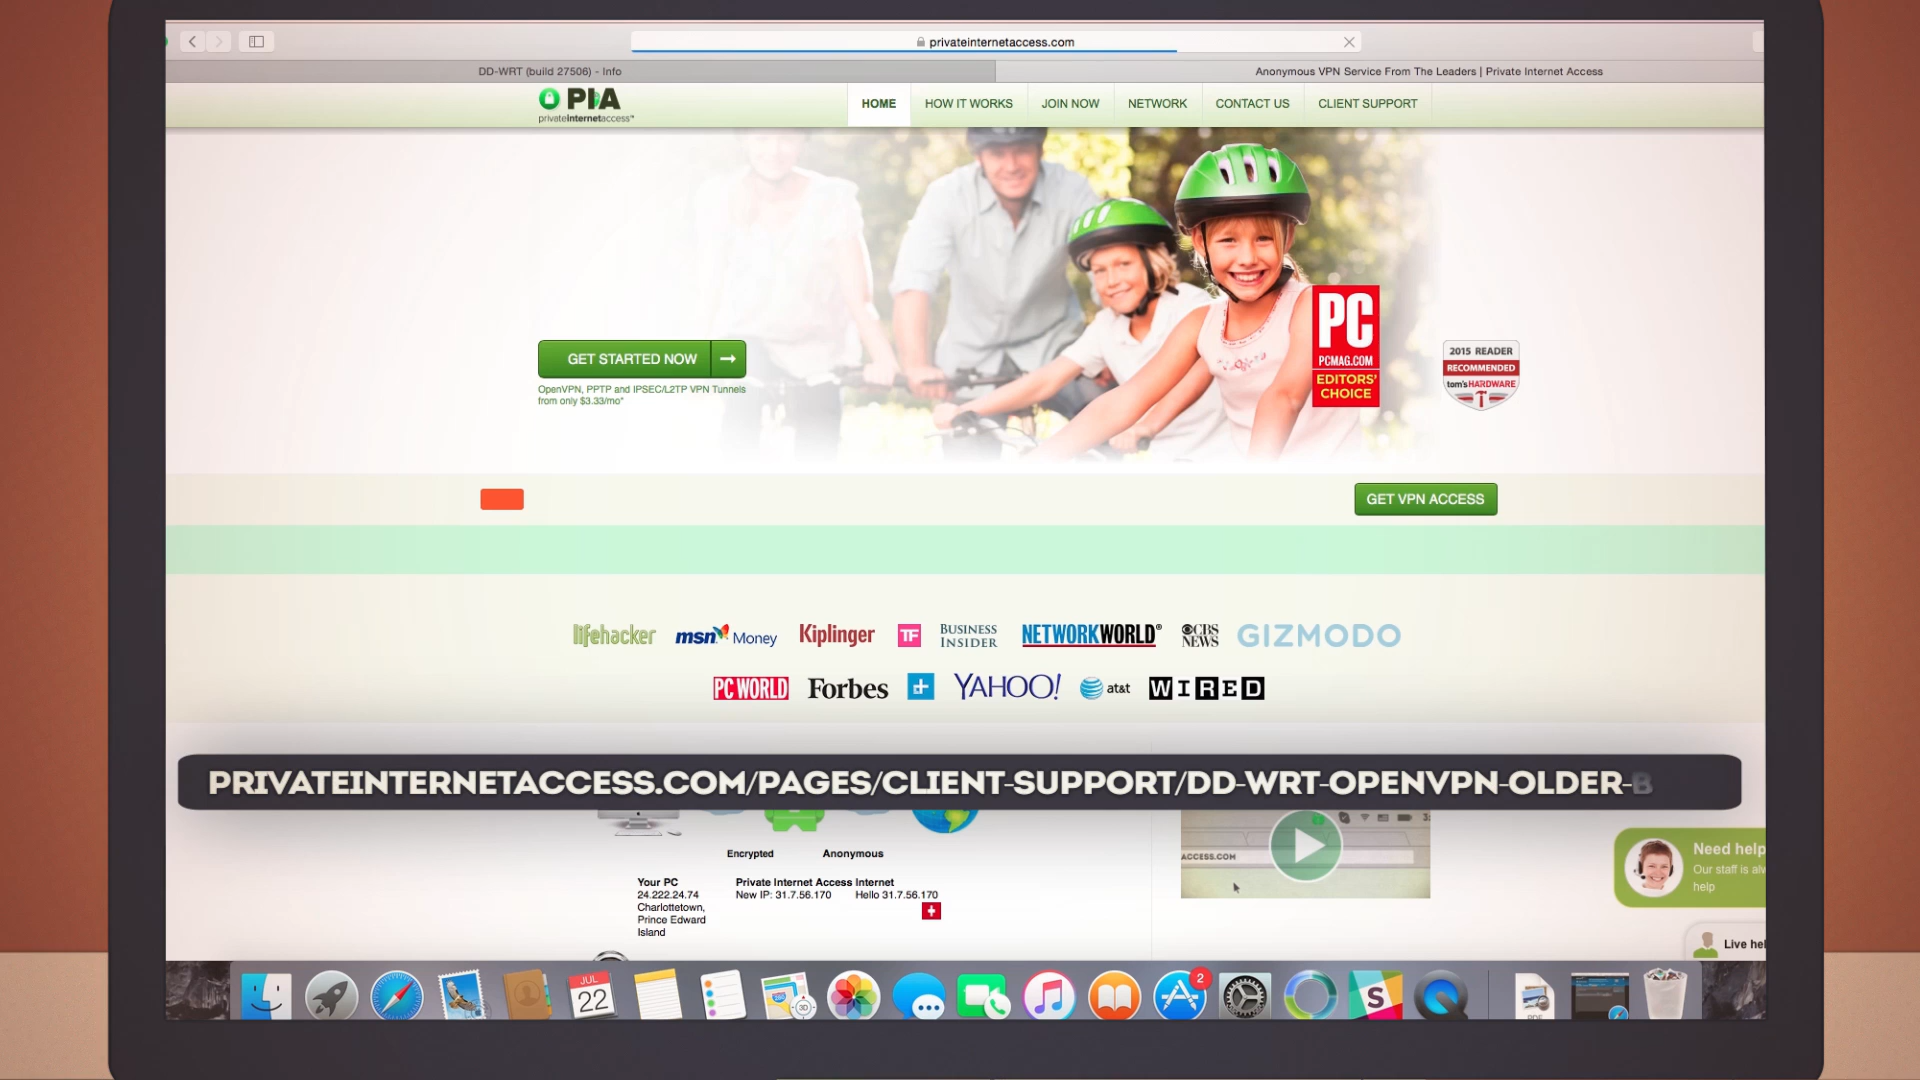 privateinternetaccess.com
DD-WRT (build 27506) - Info
Anonymous VPN Service From The Leaders | Private Internet Access
PIA
privateinternetaccess™
HOME
HOW IT WORKS
JOIN NOW
NETWORK
CONTACT US
CLIENT SUPPORT
PC
PCMAG.COM
EDITORS'
CHOICE
2015 READER
RECOMMENDED
tom's HARDWARE
GET STARTED NOW
OpenVPN, PPTP and IPSEC/L2TP VPN Tunnels
from only $3.33/mo*
GET VPN ACCESS
lifehacker
msn Money
Kiplinger
TF
BUSINESS
INSIDER
NETWORKWORLD®
CBS
NEWS
GIZMODO
PC WORLD
Forbes
YAHOO!
at&t
WIRED
PRIVATEINTERNETACCESS.COM/PAGES/CLIENT-SUPPORT/DD-WRT-OPENVPN-OLDER-B
ACCESS.COM
Encrypted
Anonymous
Your PC
24.222.24.74
Charlottetown,
Prince Edward
Island
Private Internet Access
New IP: 31.7.56.170
Internet
Hello 31.7.56.170
Need help
Our staff is alw
help
Live hel
JUL
22
3D
2
S
PDF